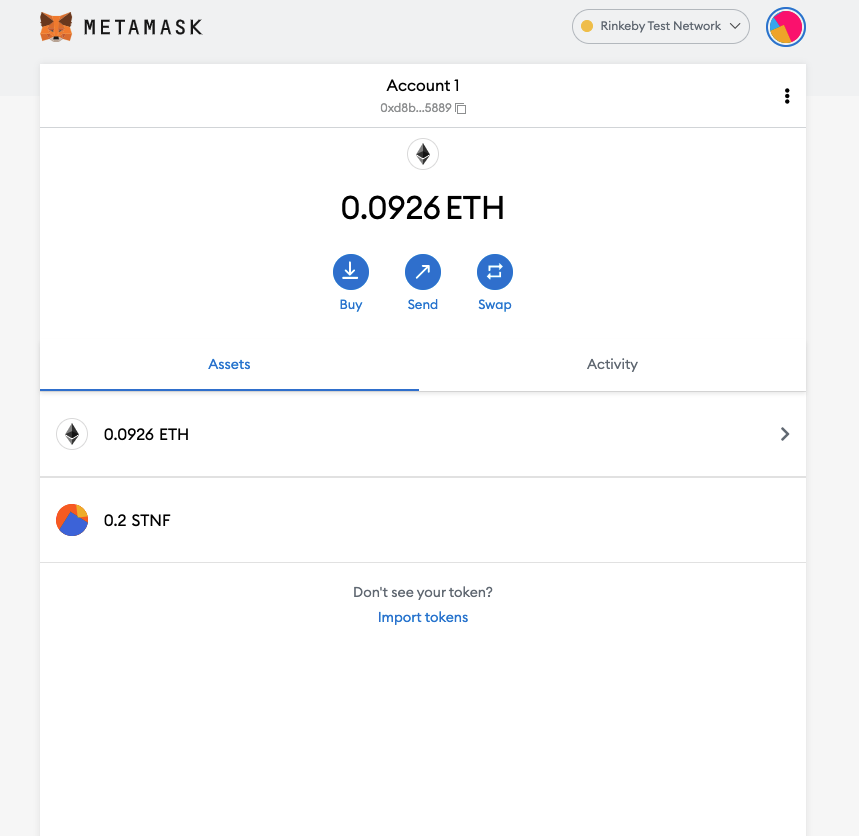 METAMASK
Rinkeby Test Network
Account 1
0xd8b...5889
0.0926 ETH
Buy
Send
Swap
Assets
Activity
0.0926 ETH
0.2 STNF
Don't see your token?
Import tokens